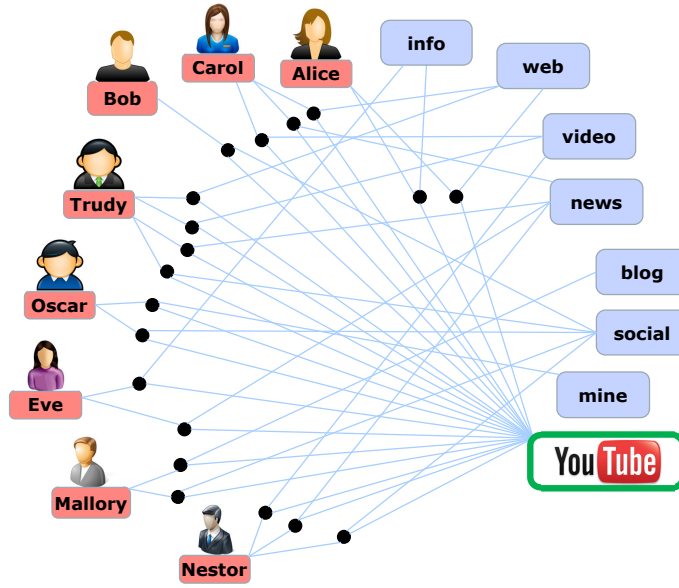 Carol
Alice
info
web
Bob
video
Trudy
news
blog
Oscar
social
Eve
mine
YouTube
Mallory
Nestor